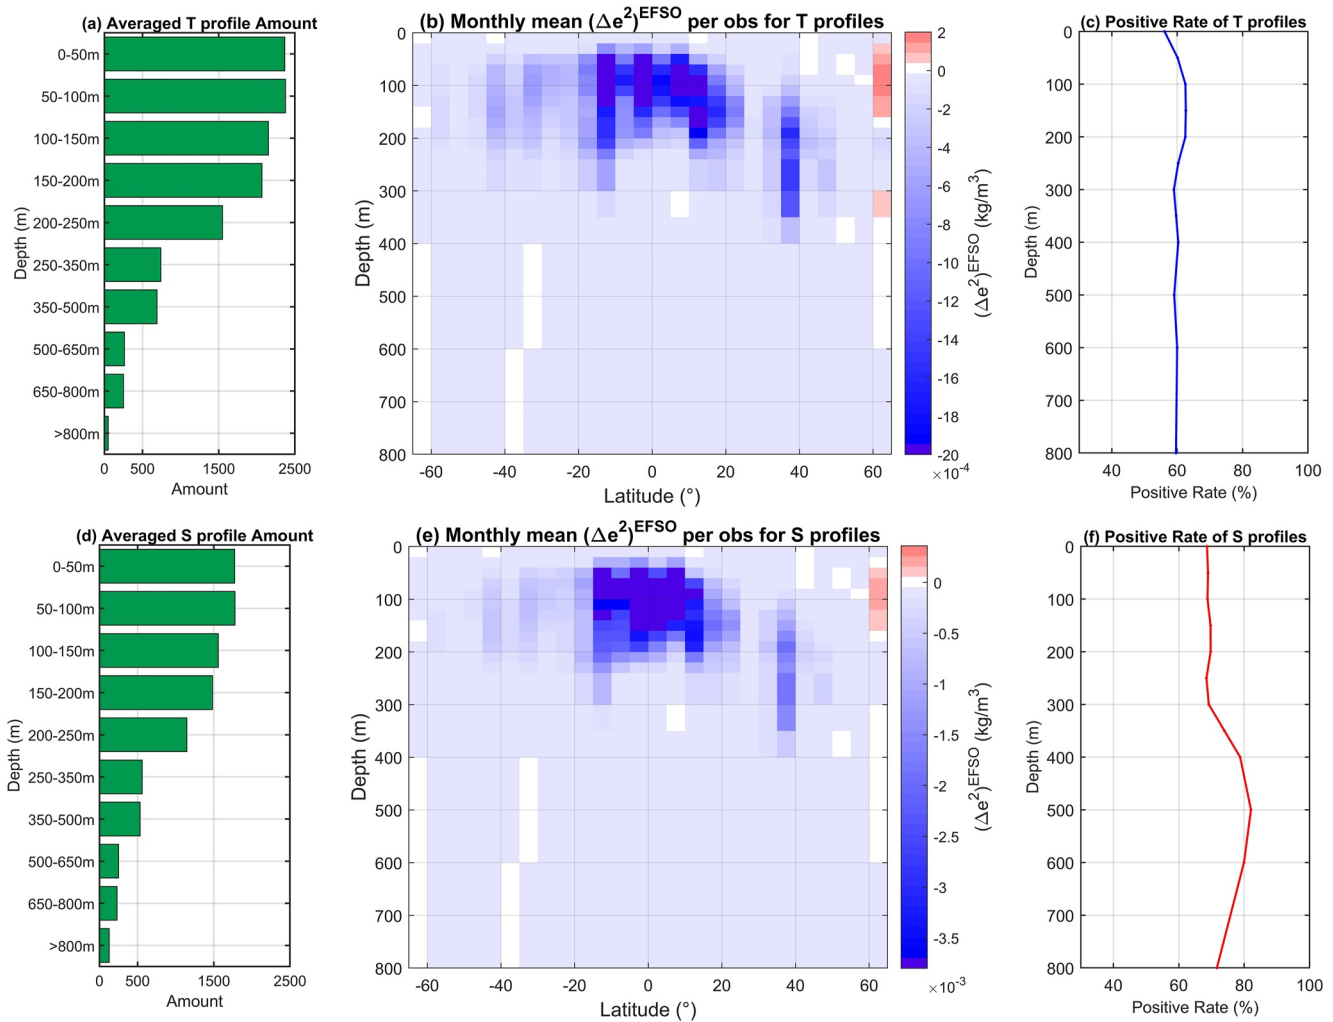 (a) Averaged T profile Amount
0-50m
50-100m
100-150m
150-200m
200-250m
250-350m
350-500m
500-650m
650-800m
>800m
Depth (m)
0 500 1500 2500
Amount
(b) Monthly mean (Δe²)^EFSO per obs for T profiles
0
100
200
300
400
500
600
700
800
Depth (m)
-60 -40 -20 0 20 40 60
Latitude (°)
2
0
-2
-4
-6
-8
-10
-12
-14
-16
-18
-20
×10⁻⁴
(Δe²)^EFSO (kg/m³)
(c) Positive Rate of T profiles
0
100
200
300
400
500
600
700
800
Depth (m)
40 60 80 100
Positive Rate (%)
(d) Averaged S profile Amount
0-50m
50-100m
100-150m
150-200m
200-250m
250-350m
350-500m
500-650m
650-800m
>800m
Depth (m)
0 500 1500 2500
Amount
(e) Monthly mean (Δe²)^EFSO per obs for S profiles
0
100
200
300
400
500
600
700
800
Depth (m)
-60 -40 -20 0 20 40 60
Latitude (°)
0
-0.5
-1
-1.5
-2
-2.5
-3
-3.5
×10⁻³
(Δe²)^EFSO (kg/m³)
(f) Positive Rate of S profiles
0
100
200
300
400
500
600
700
800
Depth (m)
40 60 80 100
Positive Rate (%)